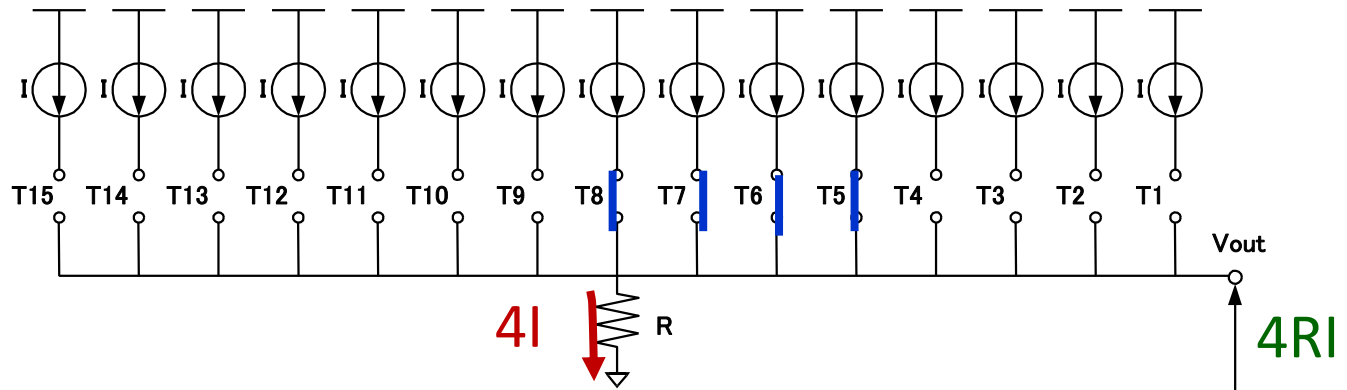 I I I I I I I I I I I I I I I
T15 T14 T13 T12 T11 T10 T9 T8 T7 T6 T5 T4 T3 T2 T1
Vout
4I R 4RI